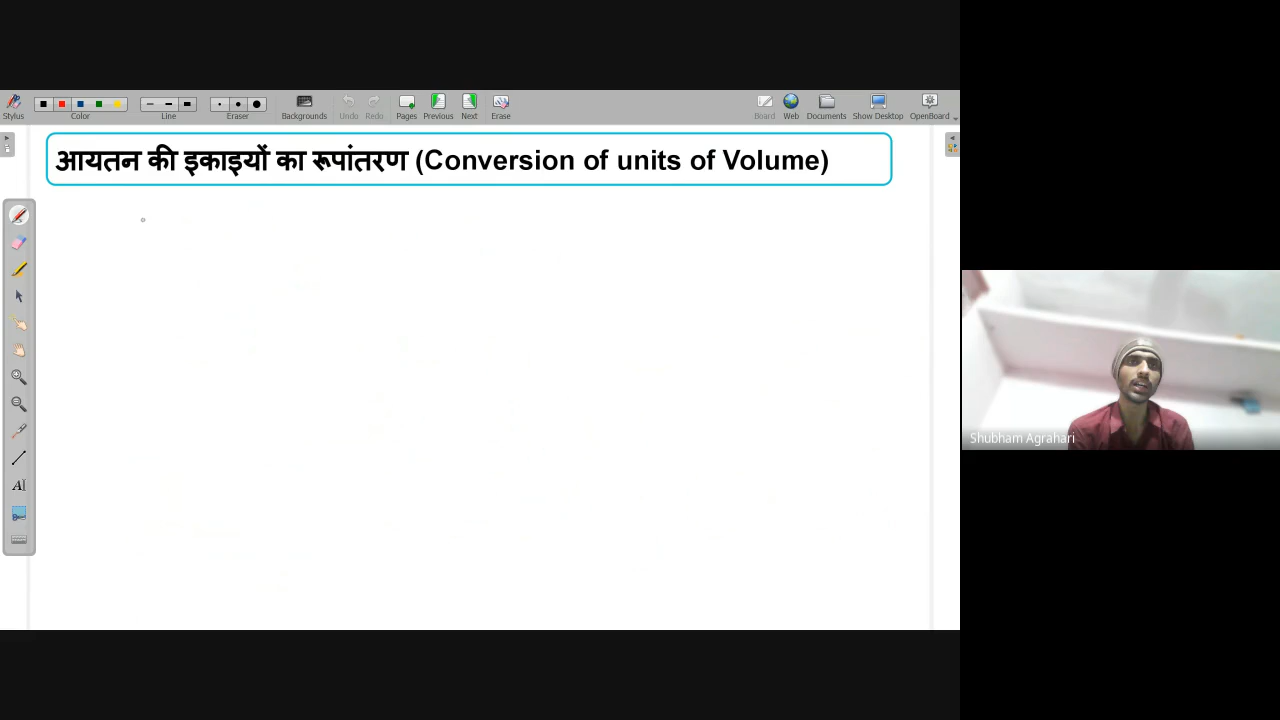 Stylus
Color
Line
Eraser
Backgrounds
Undo
Redo
Pages
Previous
Next
Erase
Board
Web
Documents
Show Desktop
OpenBoard
आयतन की इकाइयों का रूपांतरण (Conversion of units of Volume)
AI
Shubham Agrahari